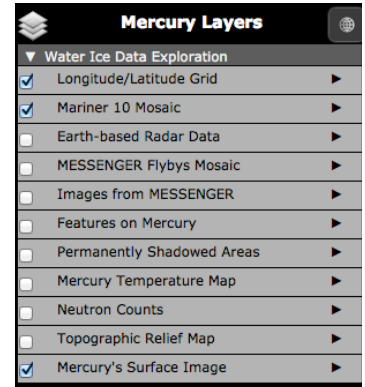 Mercury Layers
▼ Water Ice Data Exploration
Longitude/Latitude Grid
Mariner 10 Mosaic
Earth-based Radar Data
MESSENGER Flybys Mosaic
Images from MESSENGER
Features on Mercury
Permanently Shadowed Areas
Mercury Temperature Map
Neutron Counts
Topographic Relief Map
Mercury's Surface Image